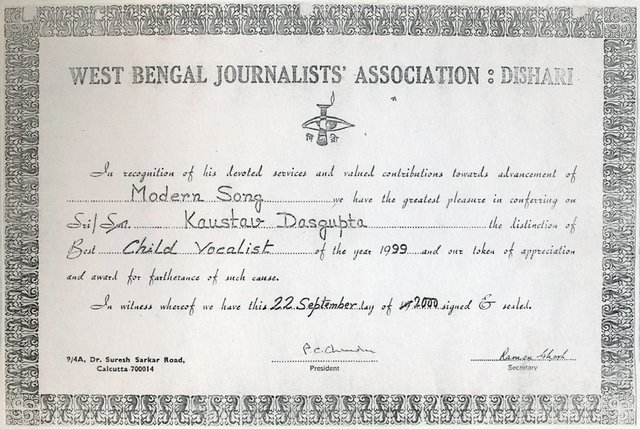 WEST BENGAL JOURNALISTS' ASSOCIATION : DISHARI
In recognition of his devoted services and valued contributions towards advancement of
Modern Song we have the greatest pleasure in conferring on
Sri/Sm. Kaustav Dasgupta the distinction of
Best Child Vocalist of the year 1999 and our token of appreciation
and award for fartherance of such cause.
In witness whereof we have this 22 September day of 2000 signed & sealed.
9/4A, Dr. Suresh Sarkar Road,
Calcutta-700014
President
Secretary